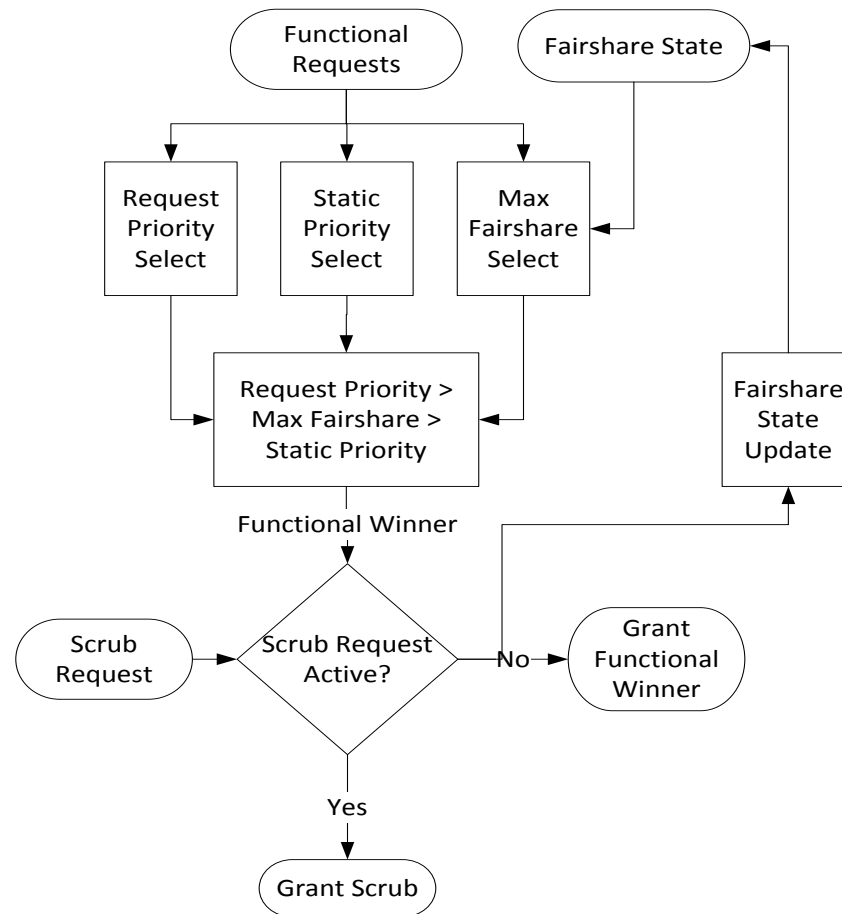 Functional
Requests
Fairshare State
Request
Priority
Select
Static
Priority
Select
Max
Fairshare
Select
Request Priority >
Max Fairshare >
Static Priority
Fairshare
State
Update
Functional Winner
Scrub
Request
Scrub Request
Active?
No
Grant
Functional
Winner
Yes
Grant Scrub